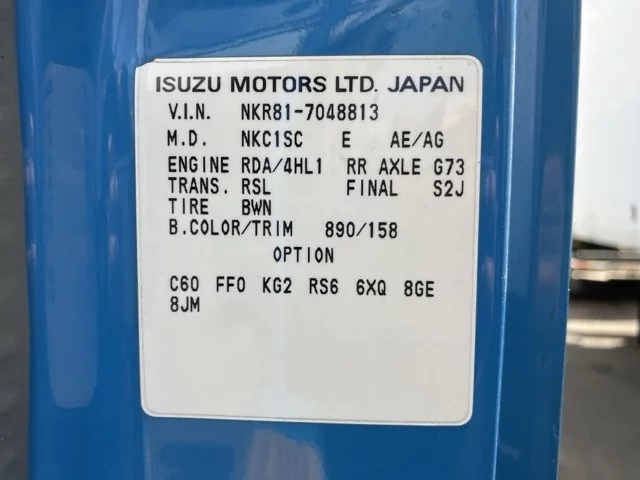 ISUZU MOTORS LTD. JAPAN
V.I.N. NKR81-7048813
M.D. NKC1SC E AE/AG
ENGINE RDA/4HL1 RR AXLE G73
TRANS. RSL FINAL S2J
TIRE BWN
B.COLOR/TRIM 890/158
OPTION
C60 FF0 KG2 RS6 6XQ 8GE
8JM